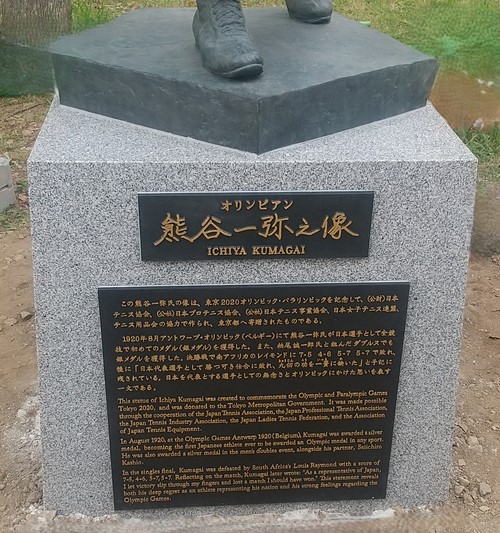 オリンピアン
熊谷一弥之像
ICHIYA KUMAGAI
この熊谷一弥氏の像は、東京2020オリンピック・パラリンピックを記念して、(公財)日本
テニス協会、(公社)日本プロテニス協会、(公社)日本テニス事業協会、日本女子テニス連盟、
テニス用品会の協力で作られ、東京都へ寄贈されたものである。
1920年8月アントワープ・オリンピック(ベルギー)にて熊谷一弥氏が日本選手として全競
技で初めてのメダル(銀メダル)を獲得した。また、柏尾誠一郎氏と組んだダブルスでも
銀メダルを獲得した。決勝戦で南アフリカのレイモンドに7-5 4-6 5-7 5-7で敗れ、
後に「日本代表選手として勝つべき仕合に敗れ、九仞の功を一簣に欠いた」と手記に
残されている。日本を代表とする選手としての無念さとオリンピックにかけた思いを表す
一文である。
This statue of Ichiya Kumagai was created to commemorate the Olympic and Paralympic Games
Tokyo 2020, and was donated to the Tokyo Metropolitan Government. It was made possible
through the cooperation of the Japan Tennis Association, the Japan Professional Tennis Association,
the Japan Tennis Industry Association, the Japan Ladies Tennis Federation, and the Association
of Japan Tennis Equipment.
In August 1920, at the Olympic Games Antwerp 1920 (Belgium), Kumagai was awarded a silver
medal, becoming the first Japanese athlete ever to be awarded an Olympic medal in any sport.
He was also awarded a silver medal in the men's doubles event, alongside his partner, Seiichiro
Kashio.
In the singles final, Kumagai was defeated by South Africa's Louis Raymond with a score of
7-5, 4-6, 5-7, 5-7. Reflecting on the match, Kumagai later wrote: "As a representative of Japan,
I let victory slip through my fingers and lost a match I should have won." This statement reveals
both his deep regret as an athlete representing his nation and his strong feelings regarding the
Olympic Games.